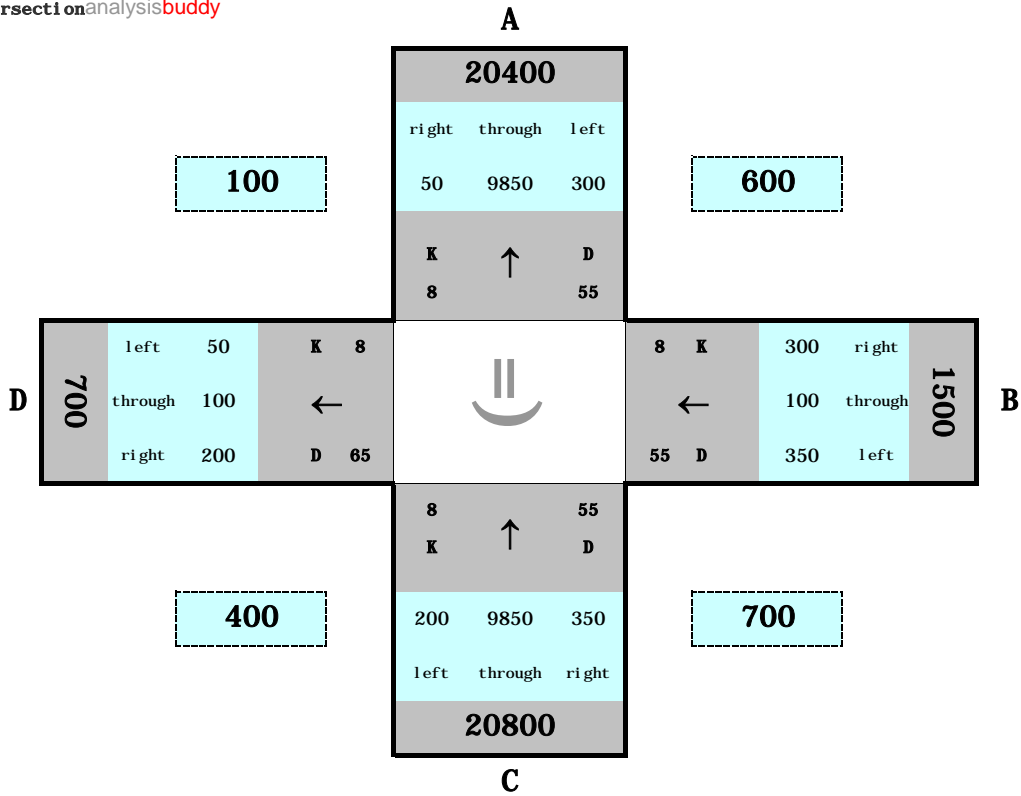 rsectionanalysisbuddy
A
20400
right through left
50 9850 300
100 600
K D
8 55
left 50 K 8
8 K 300 right
D 700 through 100
100 through 1500 B
right 200 D 65
55 D 350 left
8 55
K D
400 200 9850 350 700
left through right
20800
C